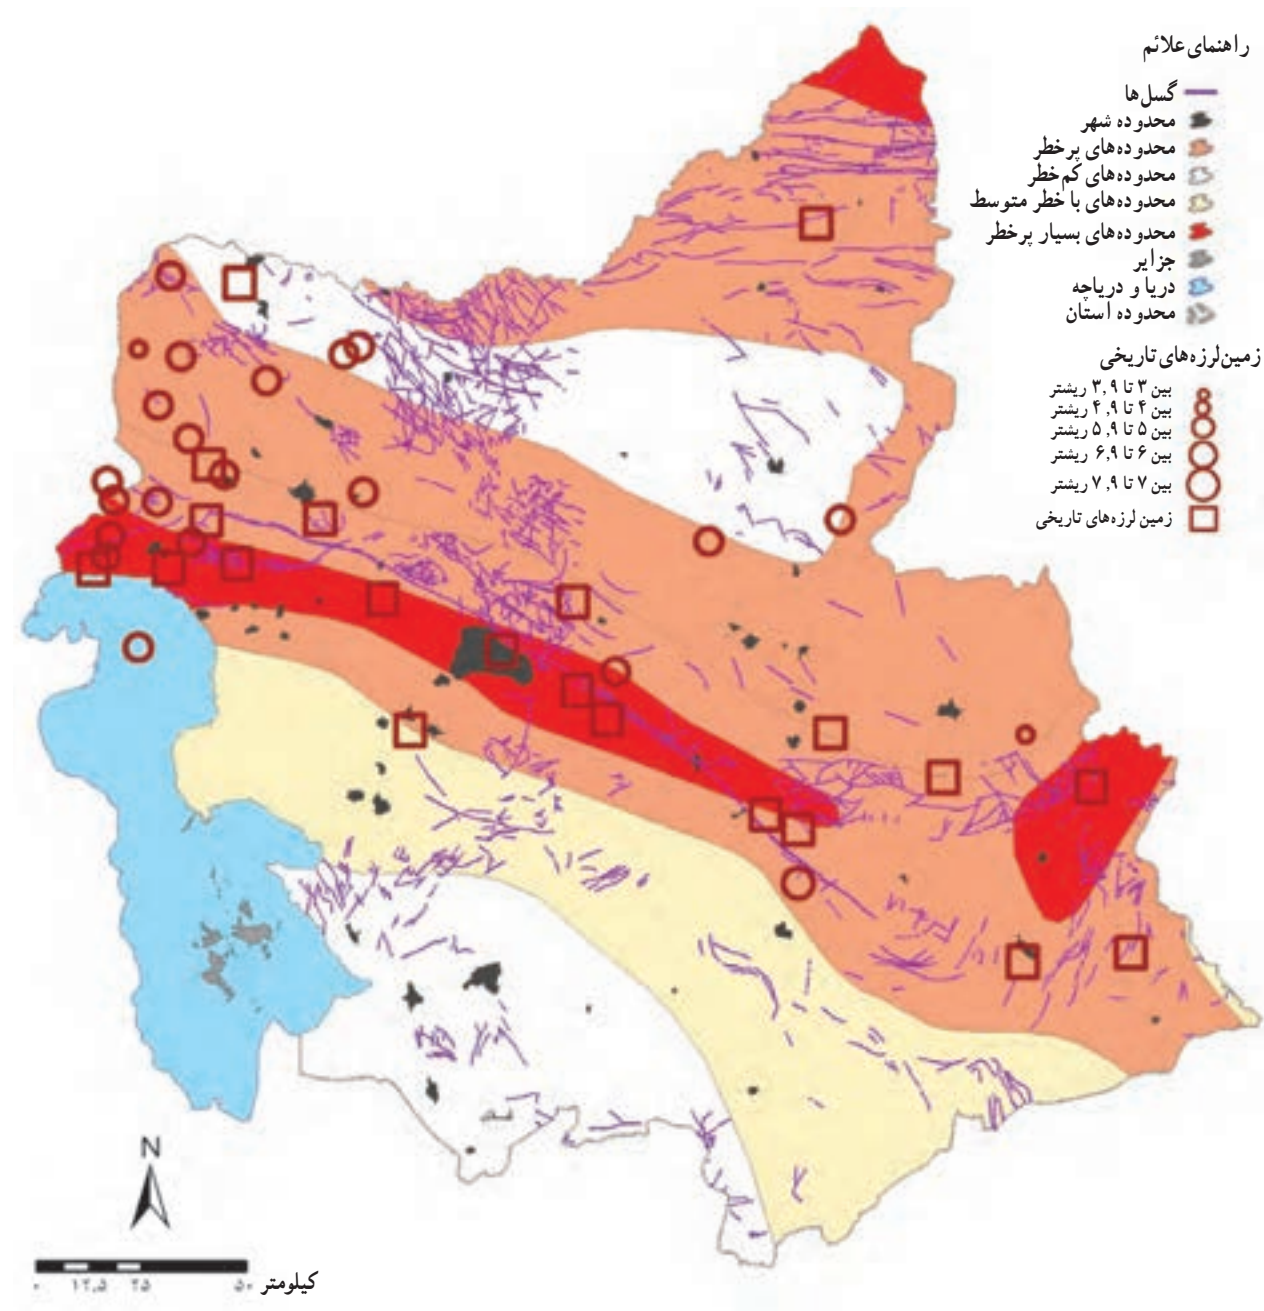 راهنمای علائم
گسل‌ها
محدوده شهر
محدوده‌های پرخطر
محدوده‌های کم‌خطر
محدوده‌های با خطر متوسط
محدوده‌های بسیار پرخطر
جزایر
دریا و دریاچه
محدوده استان
زمین‌لرزه‌های تاریخی
بین ۳ تا ۳,۹ ریشتر
بین ۴ تا ۴,۹ ریشتر
بین ۵ تا ۵,۹ ریشتر
بین ۶ تا ۶,۹ ریشتر
بین ۷ تا ۷,۹ ریشتر
زمین لرزه‌های تاریخی
N
۰ ۱۲.۵ ۲۵ ۵۰ کیلومتر